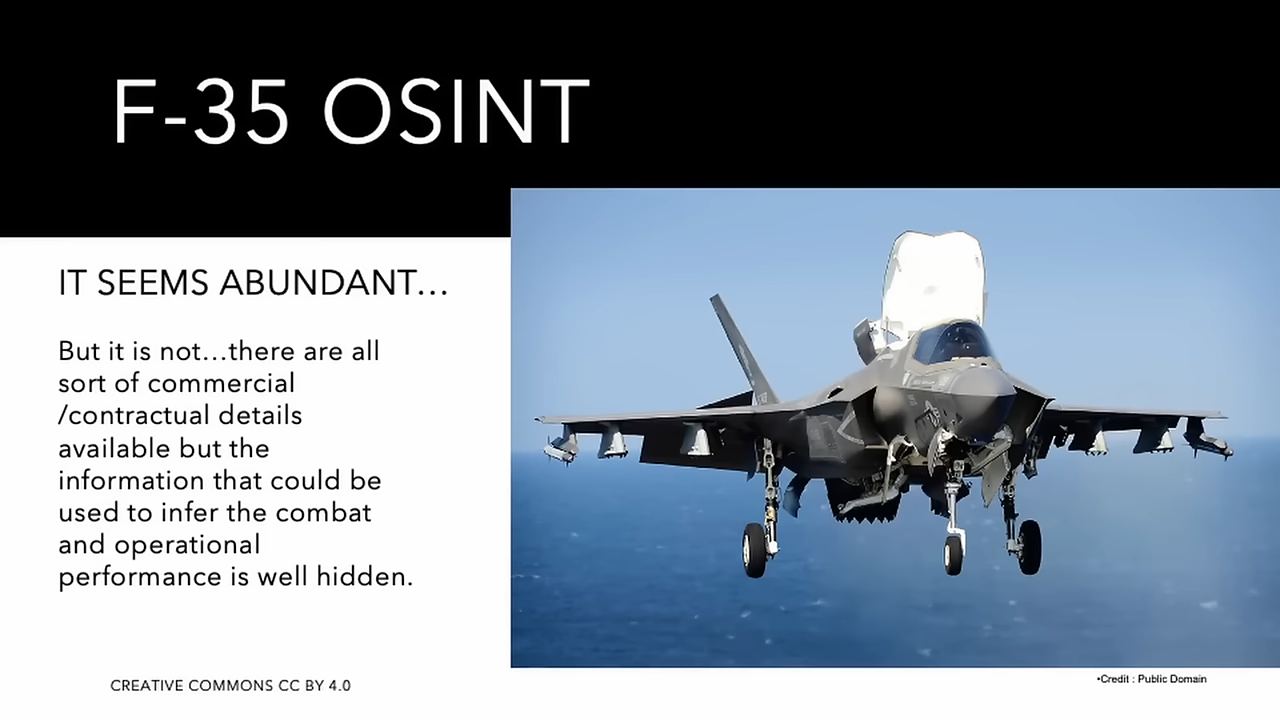 F-35 OSINT
IT SEEMS ABUNDANT...
But it is not...there are all
sort of commercial
/contractual details
available but the
information that could be
used to infer the combat
and operational
performance is well hidden.
CREATIVE COMMONS CC BY 4.0
•Credit : Public Domain